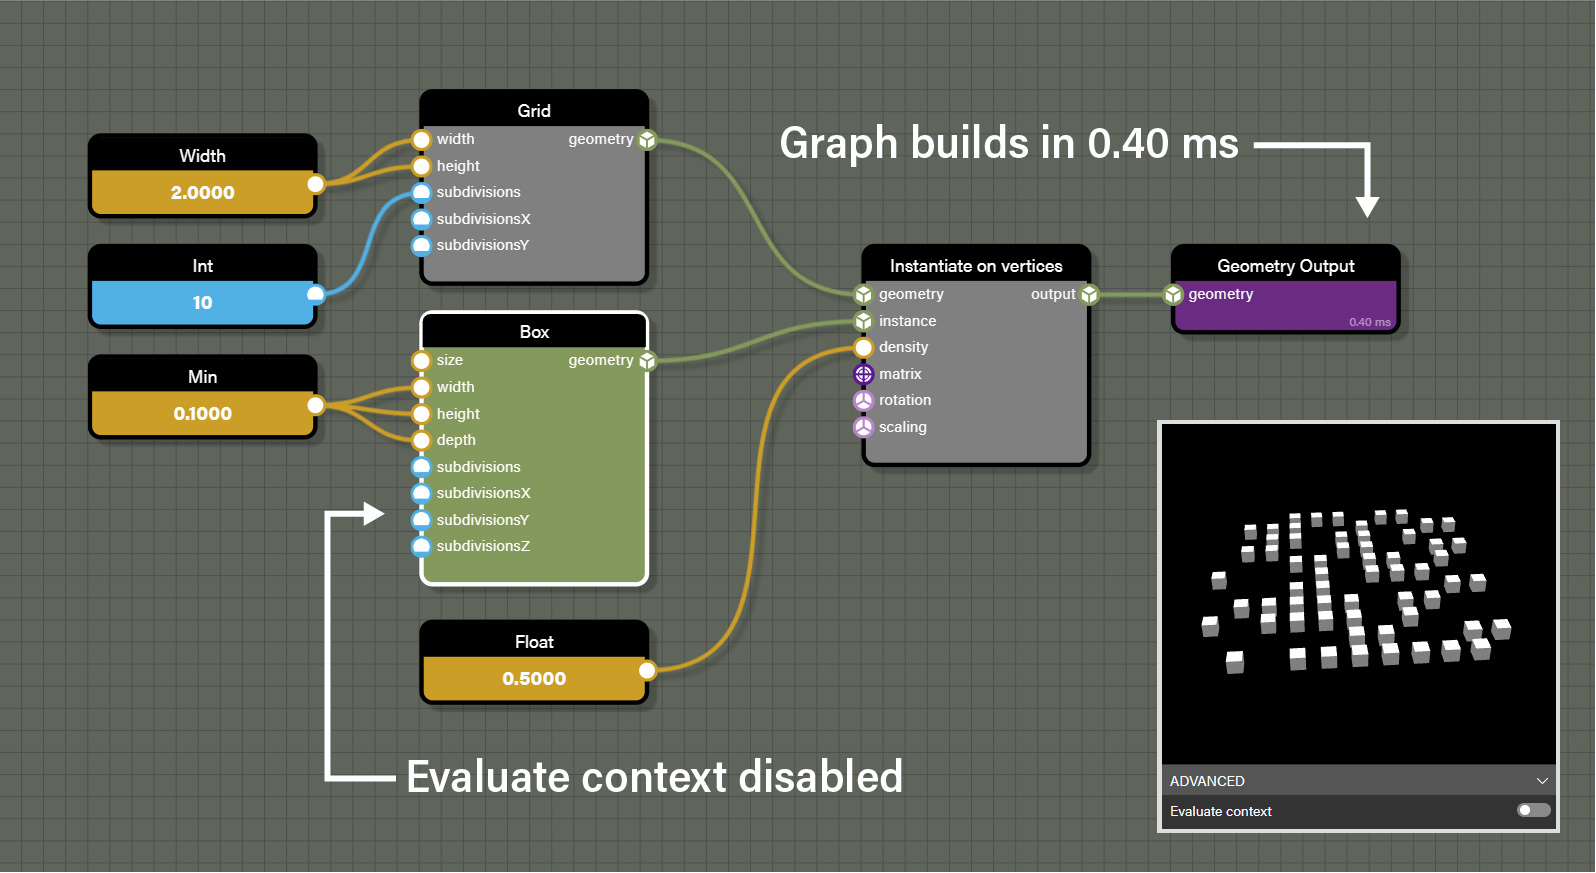 Graph builds in 0.40 ms
Width
2.0000
Int
10
Min
0.1000
Grid
width geometry
height
subdivisions
subdivisionsX
subdivisionsY
Box
size geometry
width
height
depth
subdivisions
subdivisionsX
subdivisionsY
subdivisionsZ
Float
0.5000
Instantiate on vertices
geometry output
instance
density
matrix
rotation
scaling
Geometry Output
geometry
0.40 ms
Evaluate context disabled
ADVANCED
Evaluate context